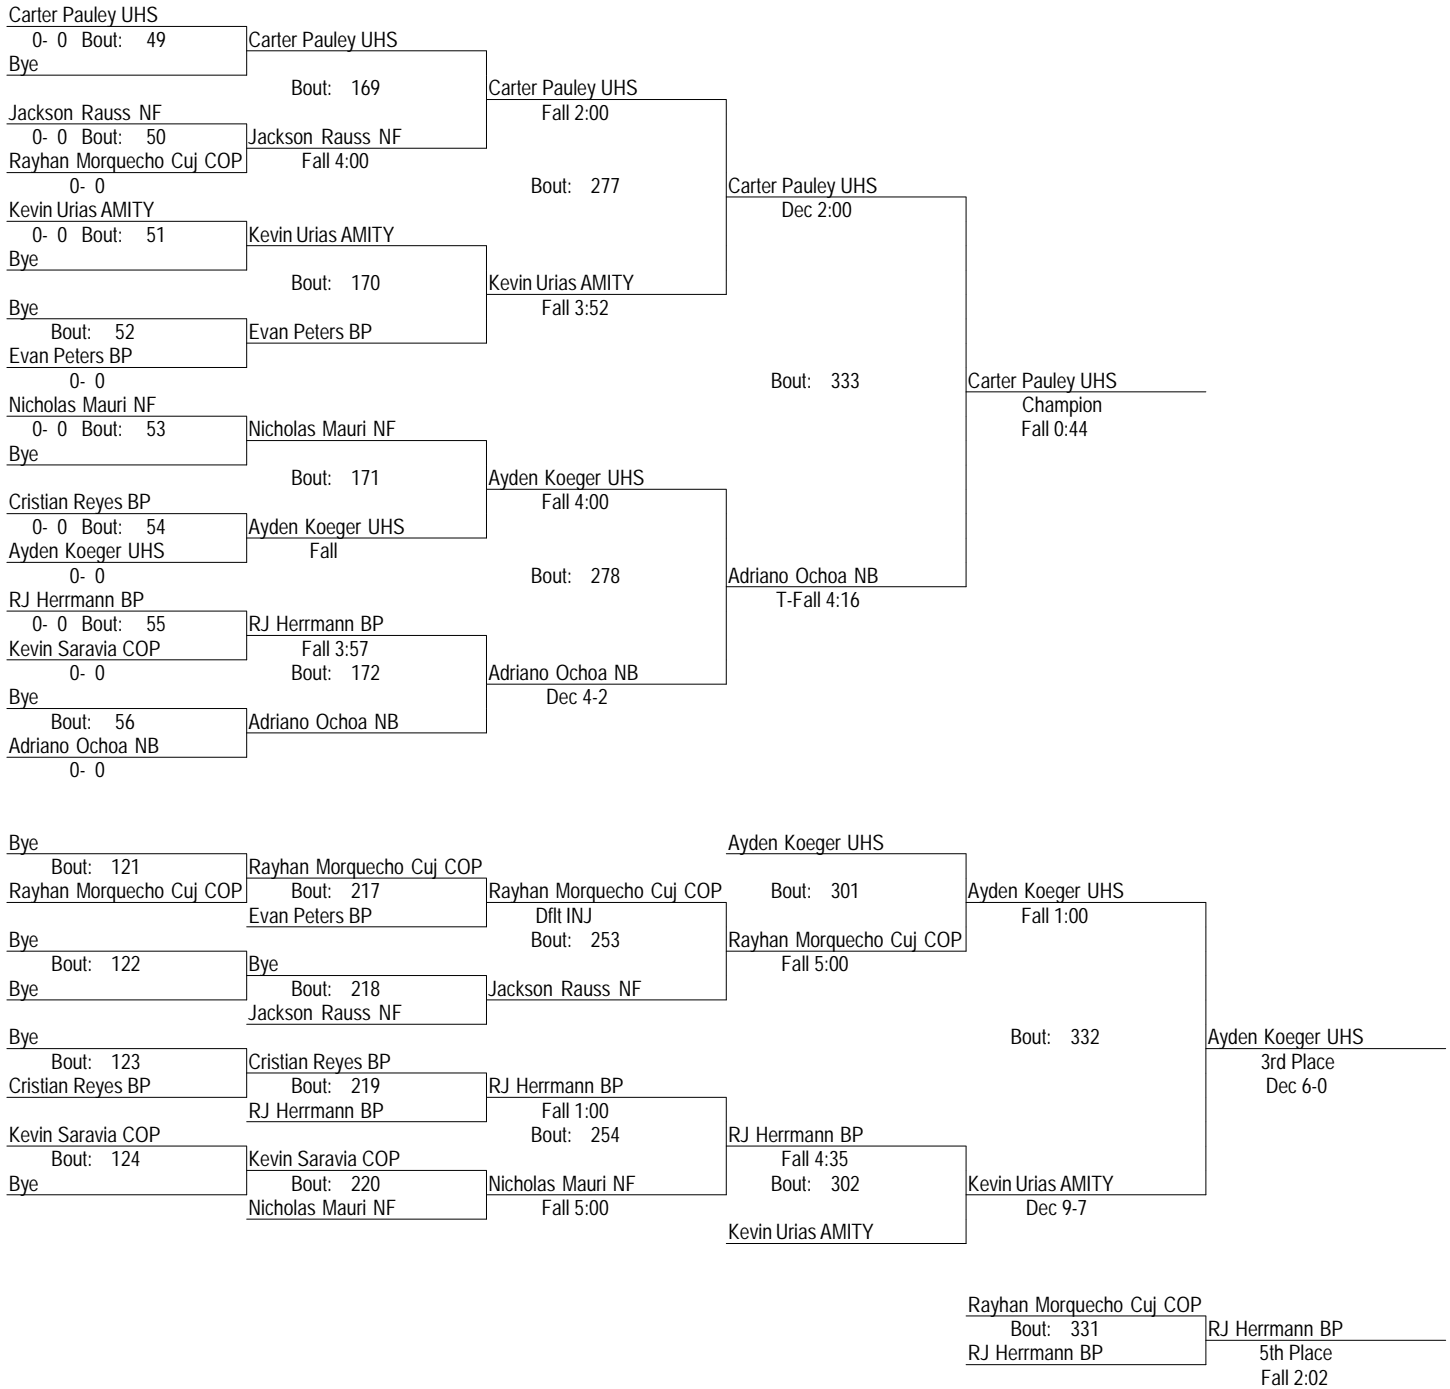 Carter Pauley UHS
0- 0 Bout: 49 Carter Pauley UHS
Bye
Bout: 169 Carter Pauley UHS
Jackson Rauss NF Fall 2:00
0- 0 Bout: 50 Jackson Rauss NF
Rayhan Morquecho Cuj COP Fall 4:00
0- 0 Bout: 277 Carter Pauley UHS
Kevin Urias AMITY Dec 2:00
0- 0 Bout: 51 Kevin Urias AMITY
Bye
Bout: 170 Kevin Urias AMITY
Bye Fall 3:52
Bout: 52 Evan Peters BP
Evan Peters BP
0- 0 Bout: 333 Carter Pauley UHS
Nicholas Mauri NF Champion
0- 0 Bout: 53 Nicholas Mauri NF Fall 0:44
Bye
Bout: 171 Ayden Koeger UHS
Cristian Reyes BP Fall 4:00
0- 0 Bout: 54 Ayden Koeger UHS
Ayden Koeger UHS Fall
0- 0 Bout: 278 Adriano Ochoa NB
RJ Herrmann BP T-Fall 4:16
0- 0 Bout: 55 RJ Herrmann BP
Kevin Saravia COP Fall 3:57
0- 0 Bout: 172 Adriano Ochoa NB
Bye Dec 4-2
Bout: 56 Adriano Ochoa NB
Adriano Ochoa NB
0- 0
Bye Ayden Koeger UHS
Bout: 121 Rayhan Morquecho Cuj COP
Rayhan Morquecho Cuj COP Bout: 217 Rayhan Morquecho Cuj COP Bout: 301 Ayden Koeger UHS
Evan Peters BP Dflt INJ Fall 1:00
Bye Bout: 253 Rayhan Morquecho Cuj COP
Bout: 122 Bye Fall 5:00
Bye Bout: 218 Jackson Rauss NF
Jackson Rauss NF
Bye Bout: 332 Ayden Koeger UHS
Bout: 123 Cristian Reyes BP 3rd Place
Cristian Reyes BP Bout: 219 RJ Herrmann BP Dec 6-0
RJ Herrmann BP Fall 1:00
Kevin Saravia COP Bout: 254 RJ Herrmann BP
Bout: 124 Kevin Saravia COP Fall 4:35
Bye Bout: 220 Nicholas Mauri NF Bout: 302 Kevin Urias AMITY
Nicholas Mauri NF Fall 5:00 Dec 9-7
Kevin Urias AMITY
Rayhan Morquecho Cuj COP
Bout: 331 RJ Herrmann BP
RJ Herrmann BP 5th Place
Fall 2:02